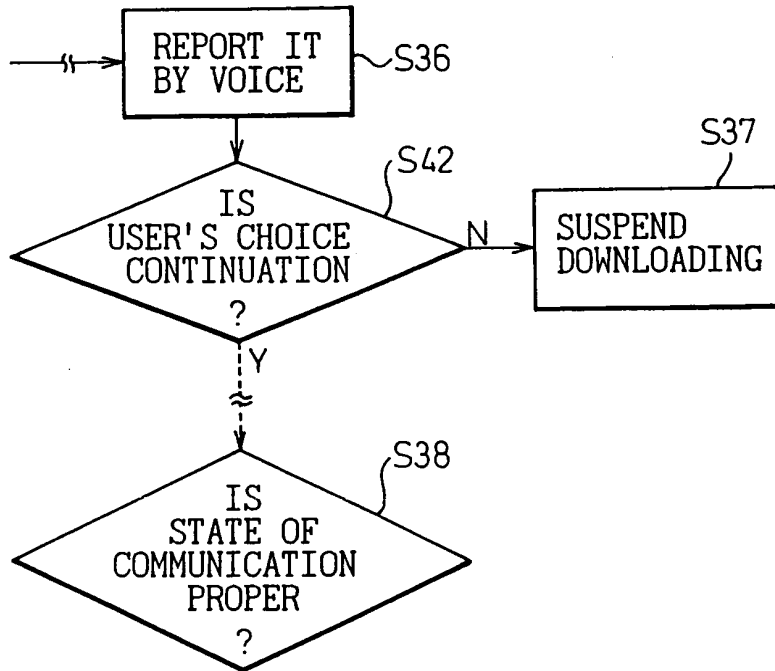 REPORT IT
BY VOICE
S36
S42
IS
USER'S CHOICE
CONTINUATION
?
N
S37
SUSPEND
DOWNLOADING
Y
S38
IS
STATE OF
COMMUNICATION
PROPER
?